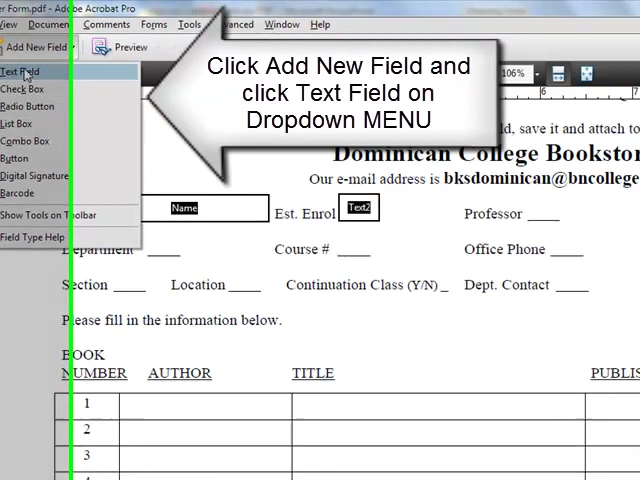 er Form.pdf - Adobe Acrobat Pro
View Document Comments Forms Tools Advanced Window Help
Add New Field Preview
Text Field
Check Box
Radio Button
List Box
Combo Box
Button
Digital Signature
Barcode
Show Tools on Toolbar
Field Type Help
Click Add New Field and
click Text Field on
Dropdown MENU
106%
6 7
d, save it and attach to
Dominican College Bookstor
Our e-mail address is bksdominican@bncollege
Name Est. Enrol Text2 Professor ____
Department ____ Course # ____ Office Phone ____
Section ____ Location ____ Continuation Class (Y/N) _ Dept. Contact ____
Please fill in the information below.
BOOK
NUMBER AUTHOR TITLE PUBLIS
1
2
3